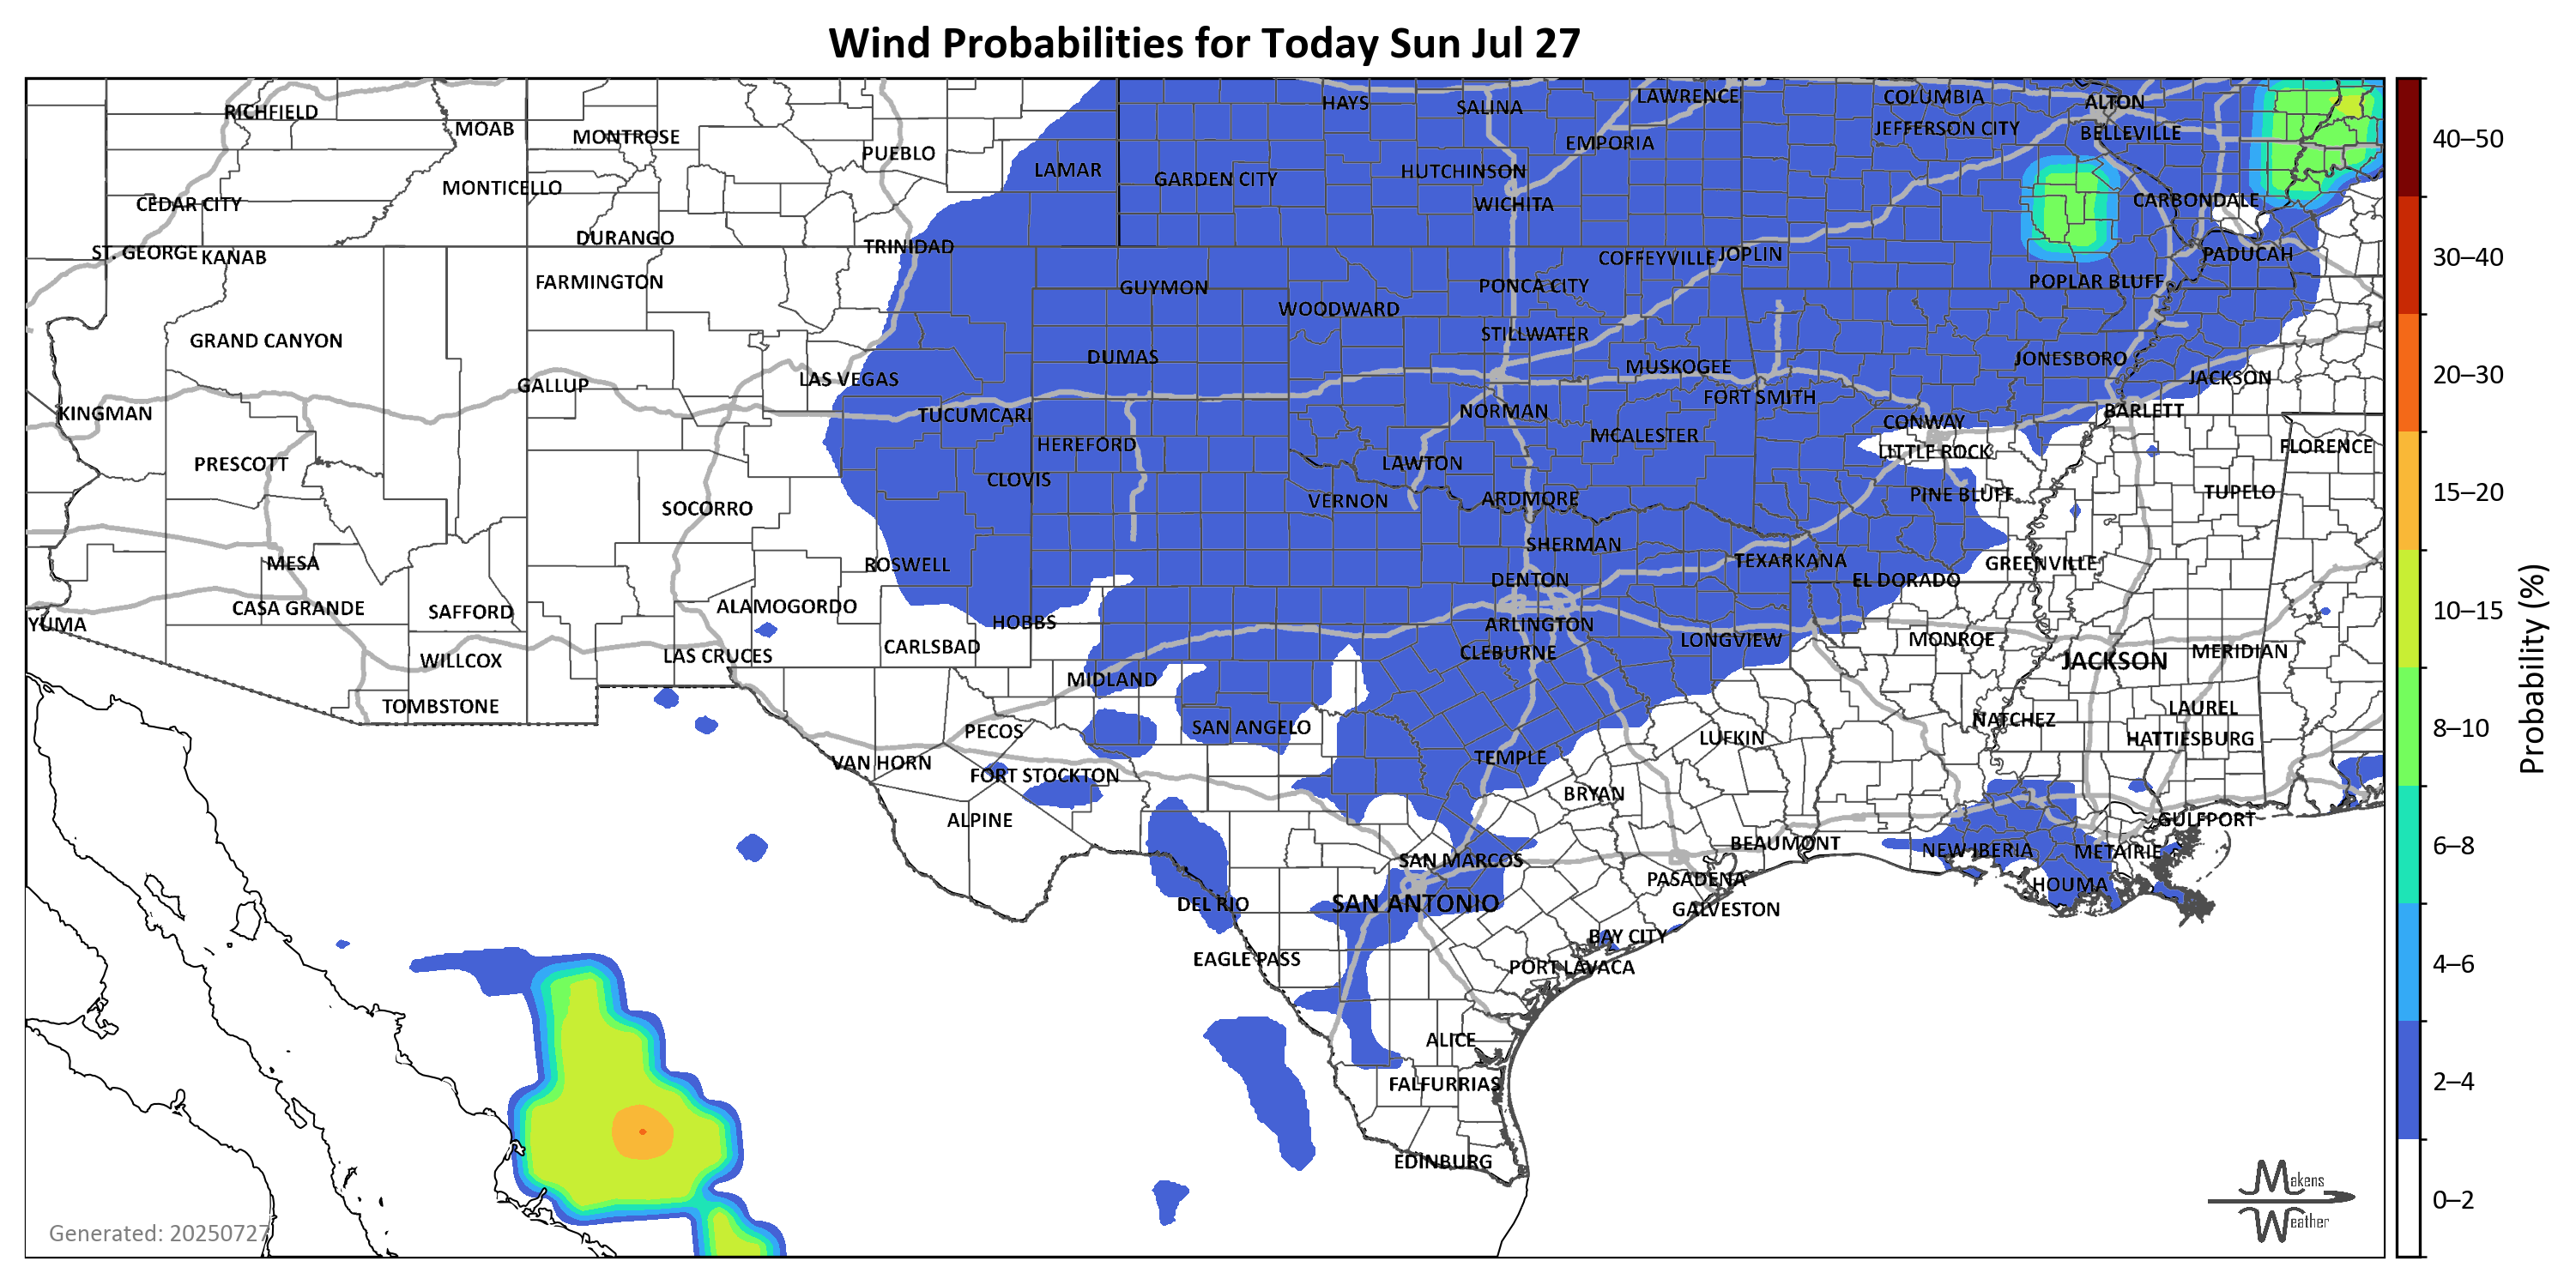 Wind Probabilities for Today Sun Jul 27
RICHFIELD
MOAB
MONTROSE
PUEBLO
LAMAR
HAYS
SALINA
LAWRENCE
COLUMBIA
ALTON
EMPORIA
JEFFERSON CITY
BELLEVILLE
40–50
CEDAR CITY
MONTICELLO
GARDEN CITY
HUTCHINSON
WICHITA
CARBONDALE
ST. GEORGE
KANAB
DURANGO
TRINIDAD
COFFEYVILLE
JOPLIN
PADUCAH
30–40
FARMINGTON
GUYMON
WOODWARD
PONCA CITY
POPLAR BLUFF
GRAND CANYON
DUMAS
STILLWATER
MUSKOGEE
JONESBORO
JACKSON
20–30
KINGMAN
GALLUP
LAS VEGAS
TUCUMCARI
NORMAN
FORT SMITH
CONWAY
BARLETT
PRESCOTT
HEREFORD
MCALESTER
LITTLE ROCK
FLORENCE
SOCORRO
CLOVIS
LAWTON
VERNON
ARDMORE
PINE BLUFF
TUPELO
15–20
MESA
ROSWELL
SHERMAN
TEXARKANA
GREENVILLE
YUMA
CASA GRANDE
SAFFORD
ALAMOGORDO
HOBBS
DENTON
ARLINGTON
EL DORADO
10–15
WILLCOX
LAS CRUCES
CARLSBAD
CLEBURNE
LONGVIEW
MONROE
JACKSON
MERIDIAN
Probability (%)
TOMBSTONE
MIDLAND
PECOS
SAN ANGELO
LUFKIN
NATCHEZ
LAUREL
HATTIESBURG
8–10
VAN HORN
FORT STOCKTON
TEMPLE
BRYAN
ALPINE
SAN MARCOS
BEAUMONT
NEW IBERIA
METAIRIE
GULFPORT
6–8
DEL RIO
SAN ANTONIO
PASADENA
GALVESTON
HOUMA
EAGLE PASS
BAY CITY
PORT LAVACA
4–6
ALICE
FALFURRIAS
2–4
EDINBURG
Makens
Weather
0–2
Generated: 20250727